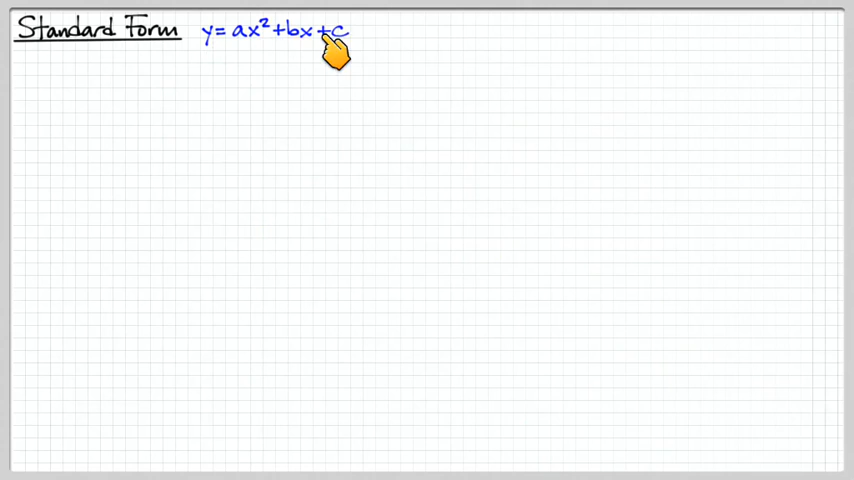 Standard Form y = ax² + bx + c